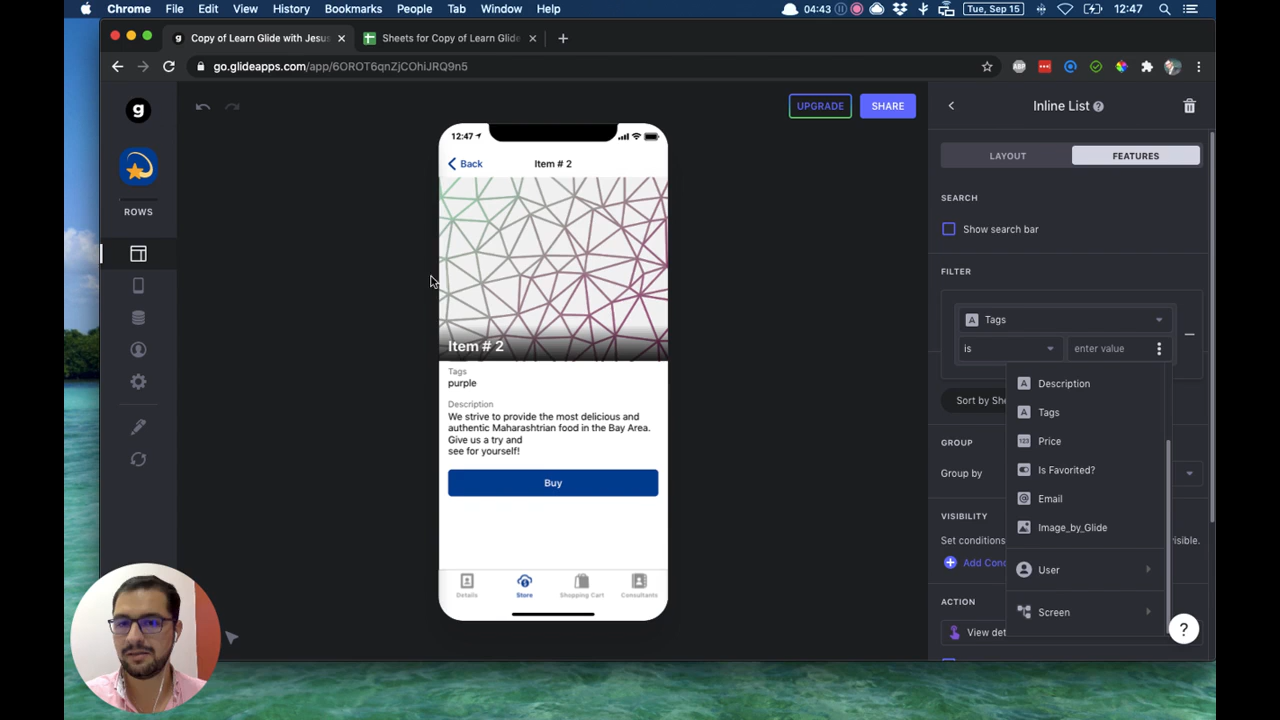 Chrome File Edit View History Bookmarks People Tab Window Help
04:43 Tue, Sep 15 12:47
g Copy of Learn Glide with Jesus × Sheets for Copy of Learn Glide × +
go.glideapps.com/app/6OROT6qnZjCOhiJRQ9n5
ABP
g
ROWS
UPGRADE
SHARE
12:47
Back
Item # 2
Item # 2
Tags
purple
Description
We strive to provide the most delicious and
authentic Maharashtrian food in the Bay Area.
Give us a try and
see for yourself!
Buy
Details Store Shopping Cart Consultants
Inline List ?
LAYOUT FEATURES
SEARCH
Show search bar
FILTER
A Tags
is
enter value
A Description
A Tags
123 Price
Is Favorited?
@ Email
Image_by_Glide
User
Screen
Sort by She
GROUP
Group by
VISIBILITY
Set conditions
isible.
Add Cond
ACTION
View det
?